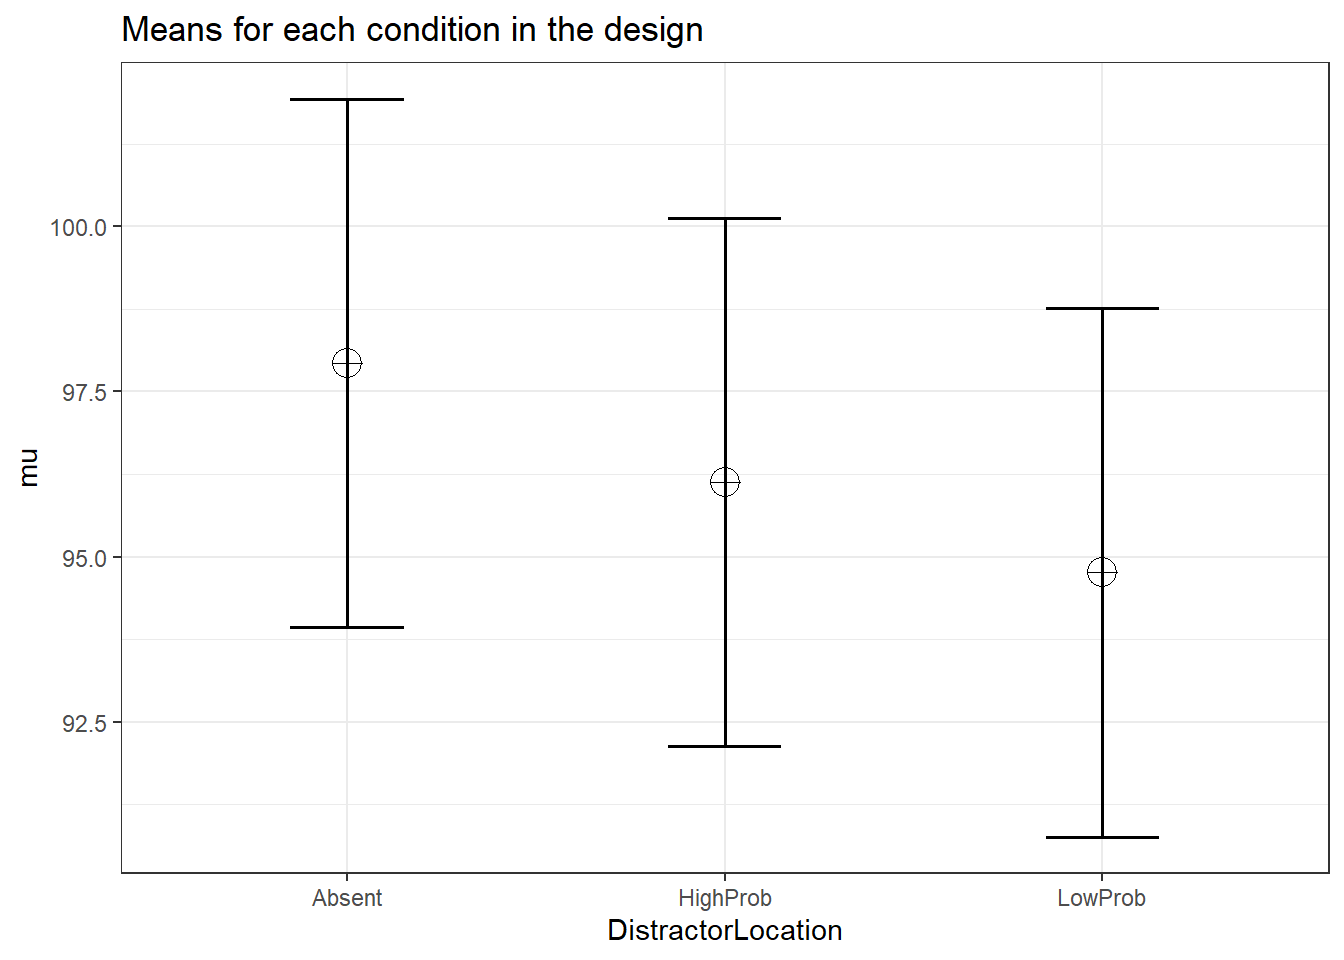 Means for each condition in the design
mu
100.0
97.5
95.0
92.5
Absent
HighProb
LowProb
DistractorLocation